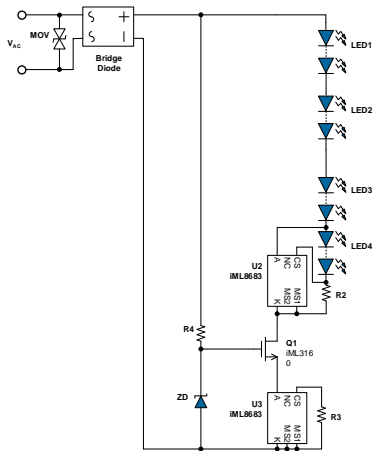 MOV
VAC
Bridge
Diode
LED1
LED2
LED3
LED4
U2
iML8683
A
NC
CS
K
MS2
MS1
R2
R4
Q1
iML316
0
ZD
U3
iML8683
A
NC
CS
K
MS2
MS1
R3